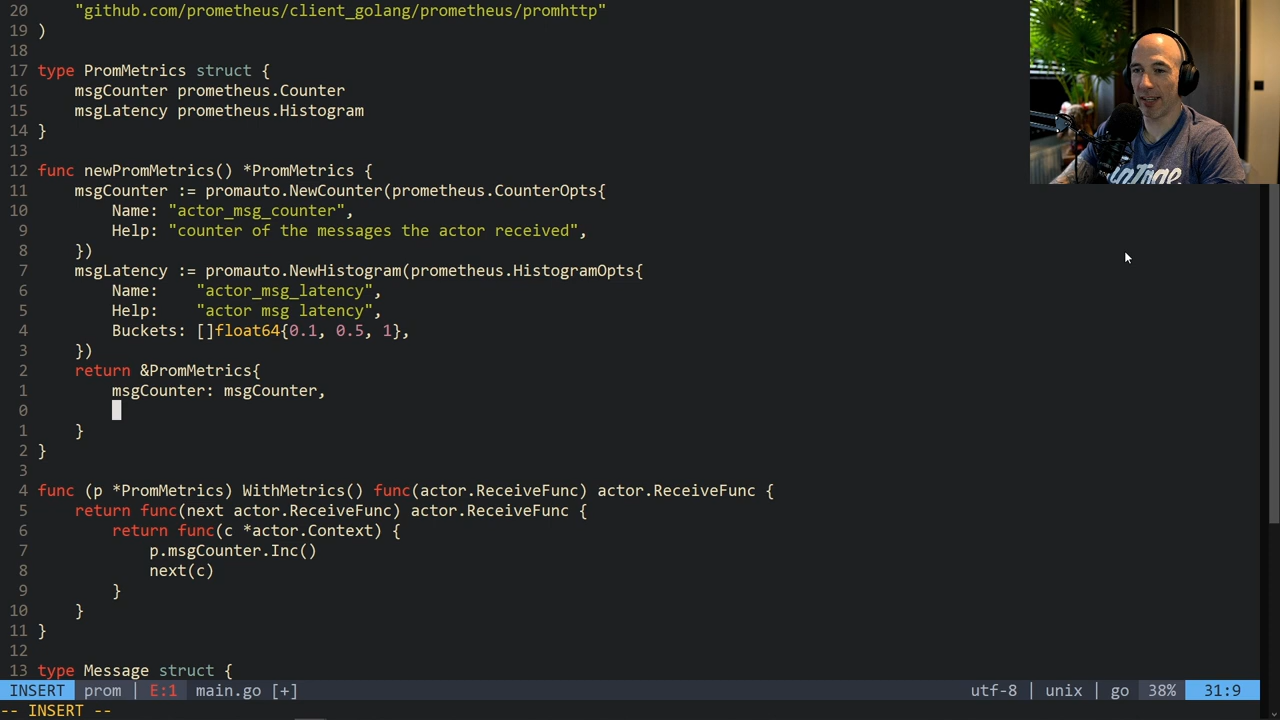 20 "github.com/prometheus/client_golang/prometheus/promhttp"
19 )
18
17 type PromMetrics struct {
16 msgCounter prometheus.Counter
15 msgLatency prometheus.Histogram
14 }
13
12 func newPromMetrics() *PromMetrics {
11 msgCounter := promauto.NewCounter(prometheus.CounterOpts{
10 Name: "actor_msg_counter",
9 Help: "counter of the messages the actor received",
8 })
7 msgLatency := promauto.NewHistogram(prometheus.HistogramOpts{
6 Name: "actor_msg_latency",
5 Help: "actor msg latency",
4 Buckets: []float64{0.1, 0.5, 1},
3 })
2 return &PromMetrics{
1 msgCounter: msgCounter,
0
1 }
2 }
3
4 func (p *PromMetrics) WithMetrics() func(actor.ReceiveFunc) actor.ReceiveFunc {
5 return func(next actor.ReceiveFunc) actor.ReceiveFunc {
6 return func(c *actor.Context) {
7 p.msgCounter.Inc()
8 next(c)
9 }
10 }
11 }
12
13 type Message struct {
INSERT prom | E:1 main.go [+] utf-8 | unix | go 38% 31:9
-- INSERT --